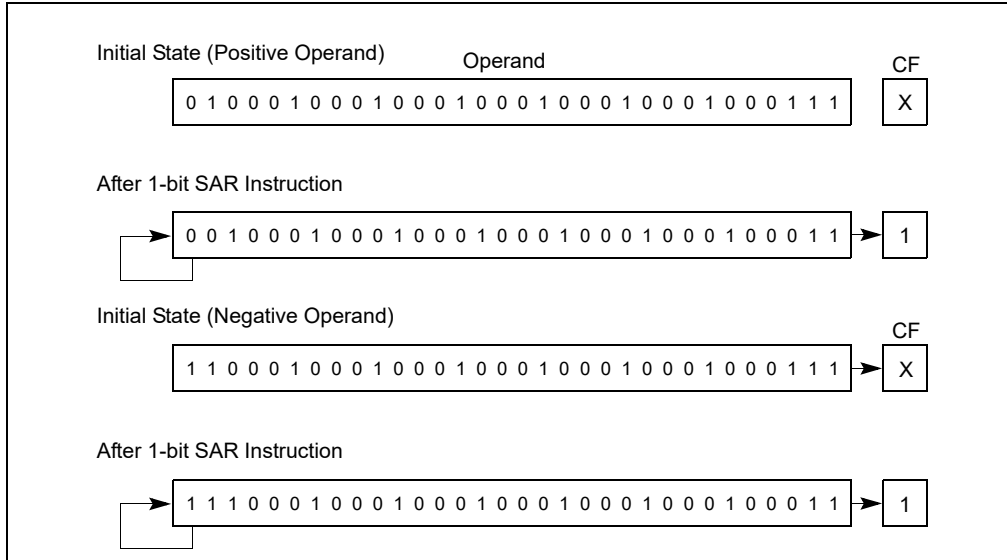 Initial State (Positive Operand)
Operand
CF
0 1 0 0 0 1 0 0 0 1 0 0 0 1 0 0 0 1 0 0 0 1 0 0 0 1 0 0 0 1 1 1
X
After 1-bit SAR Instruction
0 0 1 0 0 0 1 0 0 0 1 0 0 0 1 0 0 0 1 0 0 0 1 0 0 0 1 0 0 0 1 1
1
Initial State (Negative Operand)
CF
1 1 0 0 0 1 0 0 0 1 0 0 0 1 0 0 0 1 0 0 0 1 0 0 0 1 0 0 0 1 1 1
X
After 1-bit SAR Instruction
1 1 1 0 0 0 1 0 0 0 1 0 0 0 1 0 0 0 1 0 0 0 1 0 0 0 1 0 0 0 1 1
1